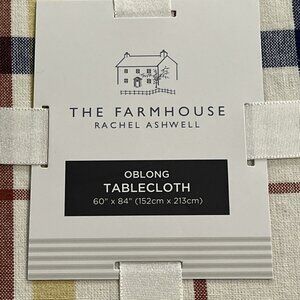 THE FARMHOUSE
RACHEL ASHWELL
OBLONG
TABLECLOTH
60" x 84" (152cm x 213cm)